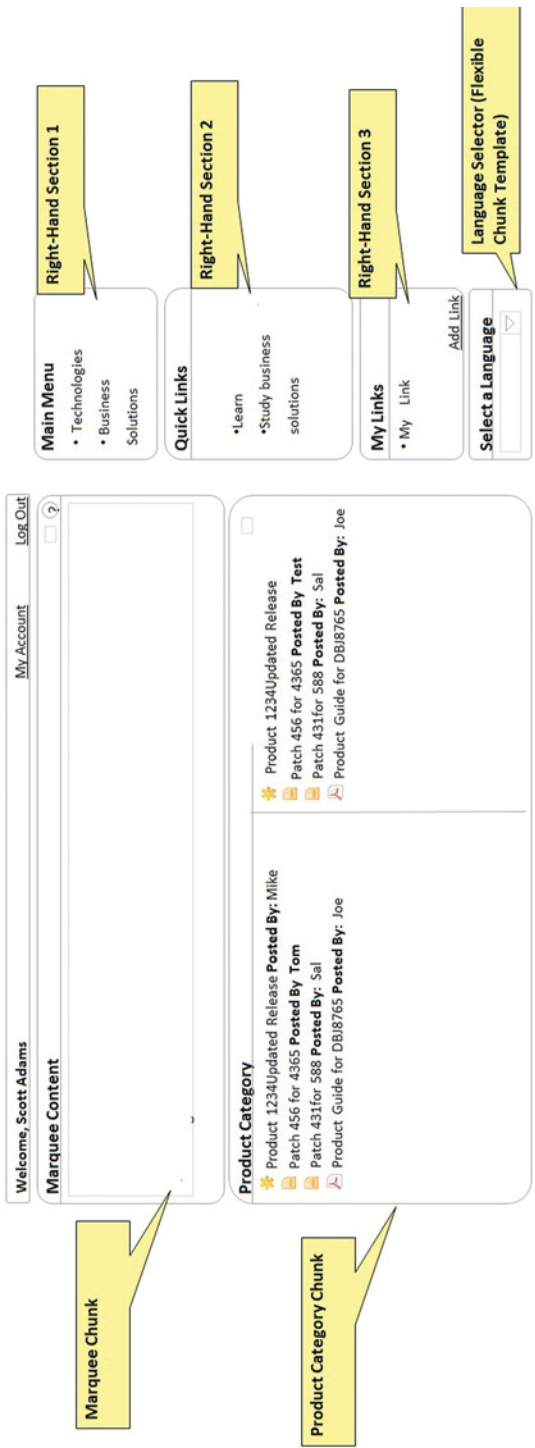 Welcome, Scott Adams
My Account
Log Out
Marquee Content
?
Marquee Chunk
Product Category
Product 1234Updated Release Posted By: Mike
Patch 456 for 4365 Posted By Tom
Patch 431for 588 Posted By: Sal
Product Guide for DBJ8765 Posted By: Joe
Product 1234Updated Release
Patch 456 for 4365 Posted By Test
Patch 431for 588 Posted By: Sal
Product Guide for DBJ8765 Posted By: Joe
Product Category Chunk
Main Menu
• Technologies
• Business
Solutions
Right-Hand Section 1
Quick Links
•Learn
•Study business
solutions
Right-Hand Section 2
My Links
• My Link
Add Link
Right-Hand Section 3
Select a Language
Language Selector (Flexible
Chunk Template)